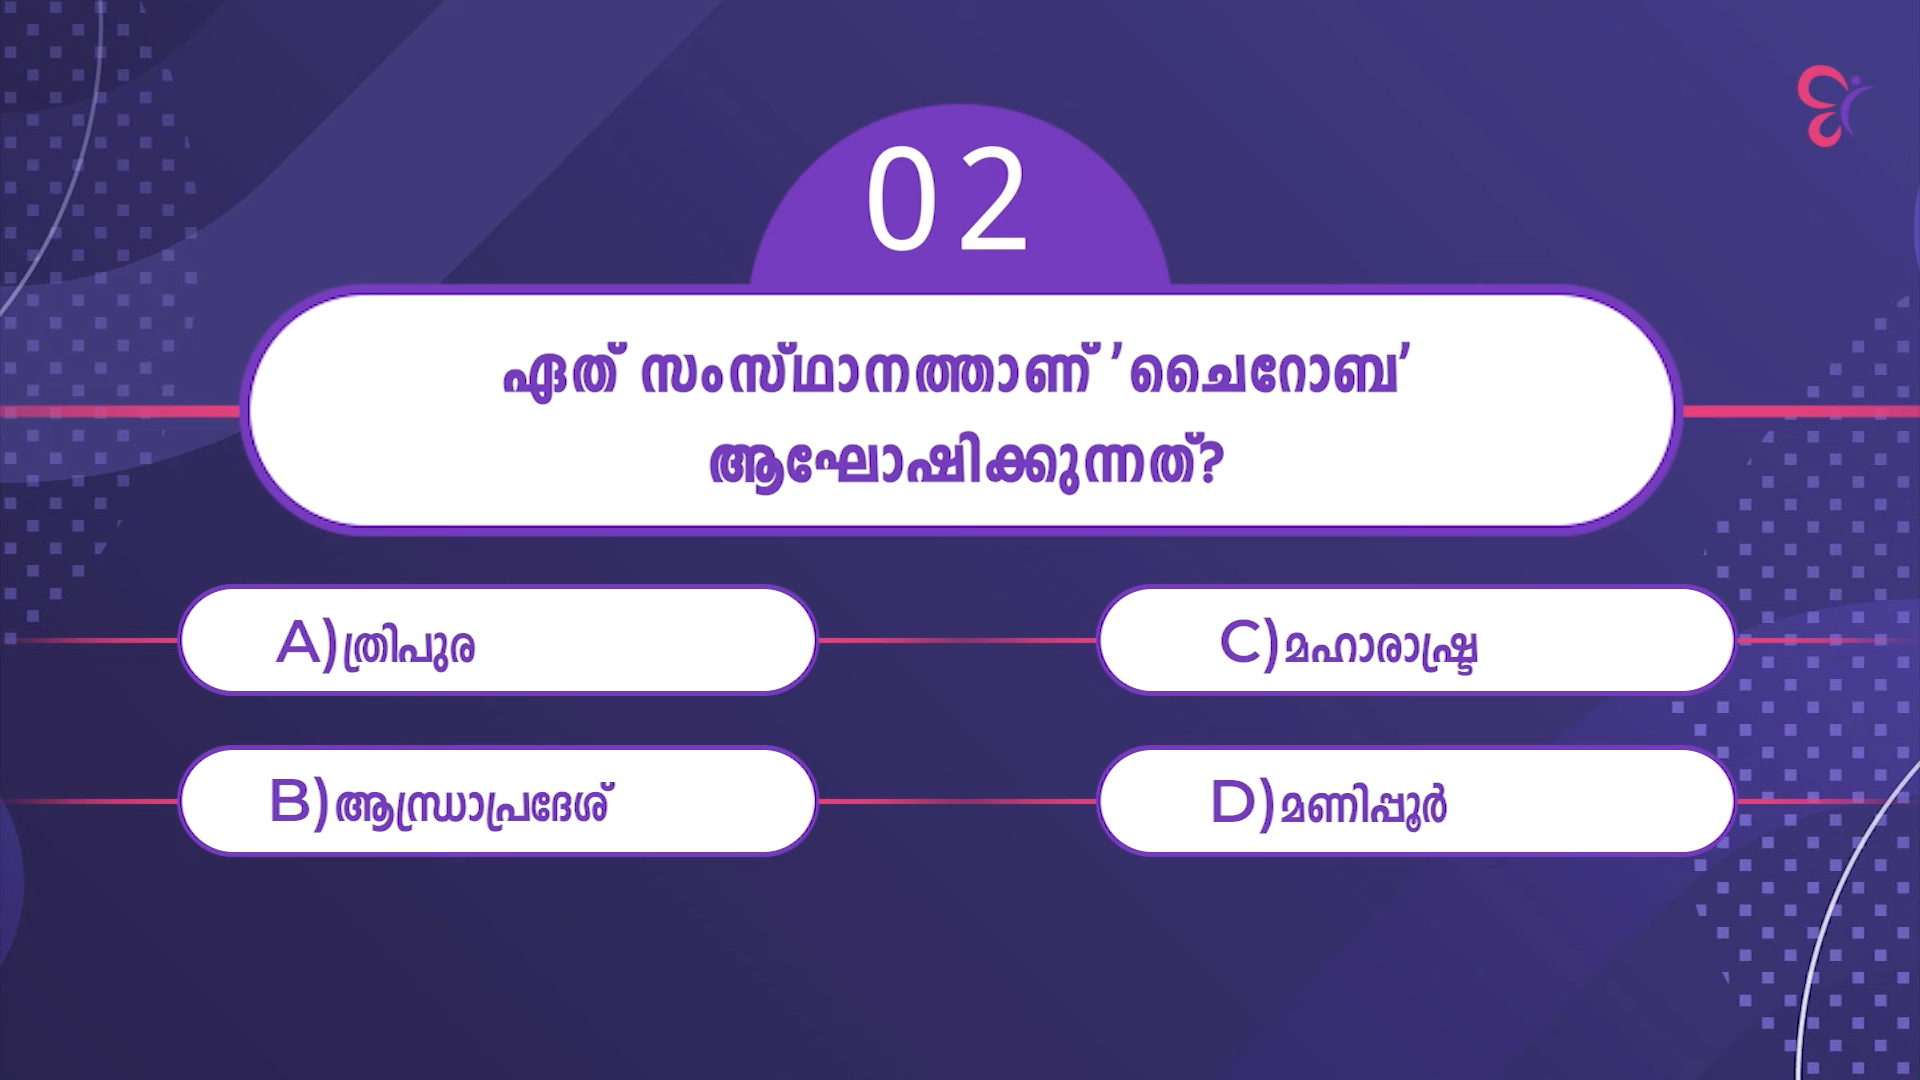 02
ഏത് സംസ്ഥാനത്താണ് 'ചൈറോബ'
ആഘോഷിക്കുന്നത്?
A)ത്രിപുര
C)മഹാരാഷ്ട്ര
B)ആന്ധ്രാപ്രദേശ്
D)മണിപ്പൂർ